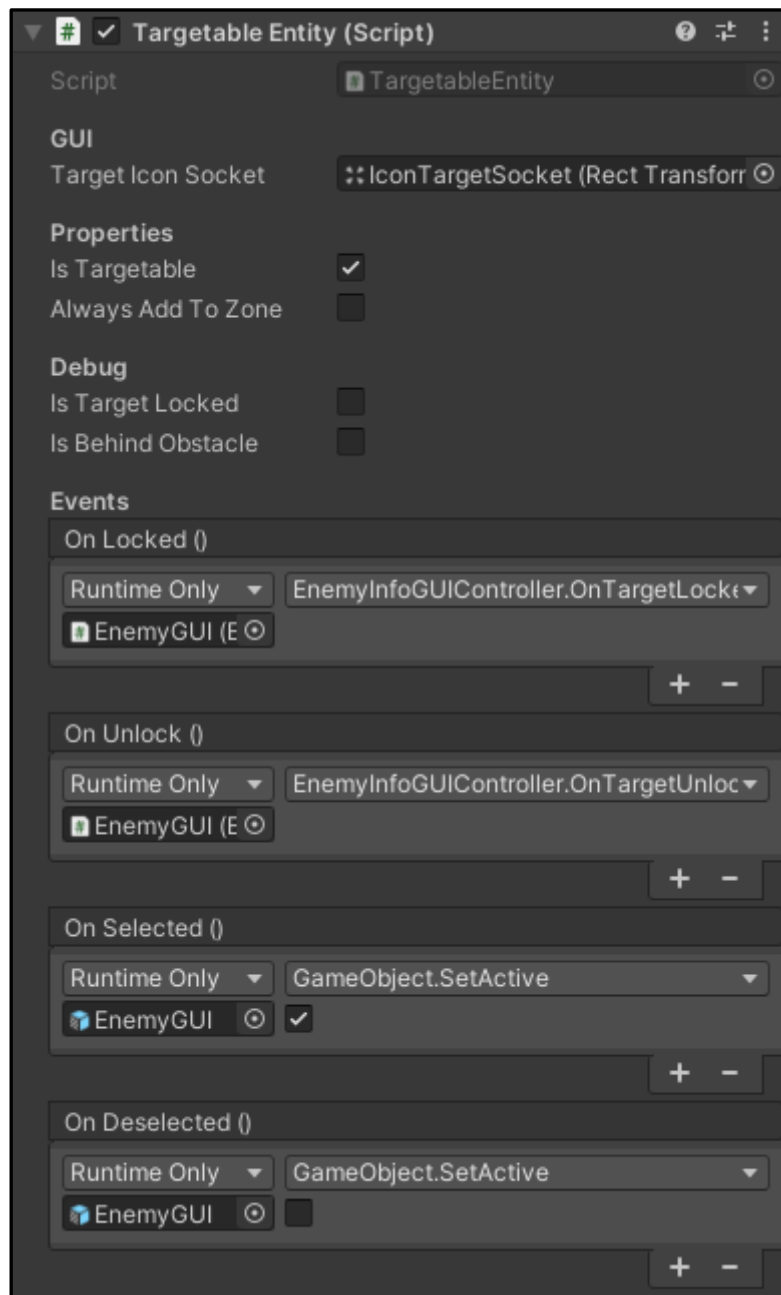 Targetable Entity (Script)
Script TargetableEntity
GUI
Target Icon Socket IconTargetSocket (Rect Transforr
Properties
Is Targetable
Always Add To Zone
Debug
Is Target Locked
Is Behind Obstacle
Events
On Locked ()
Runtime Only EnemyInfoGUIController.OnTargetLocke
EnemyGUI (E
On Unlock ()
Runtime Only EnemyInfoGUIController.OnTargetUnloc
EnemyGUI (E
On Selected ()
Runtime Only GameObject.SetActive
EnemyGUI
On Deselected ()
Runtime Only GameObject.SetActive
EnemyGUI